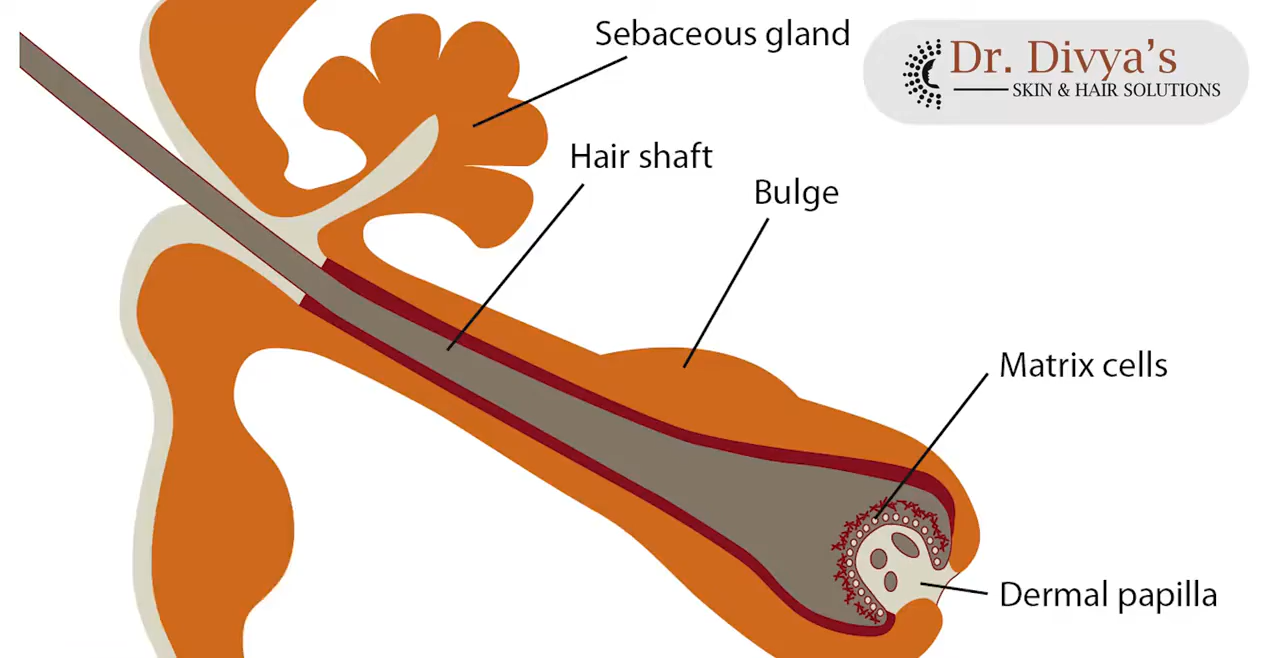 Sebaceous gland
Dr. Divya’s
SKIN & HAIR SOLUTIONS
Hair shaft
Bulge
Matrix cells
Dermal papilla